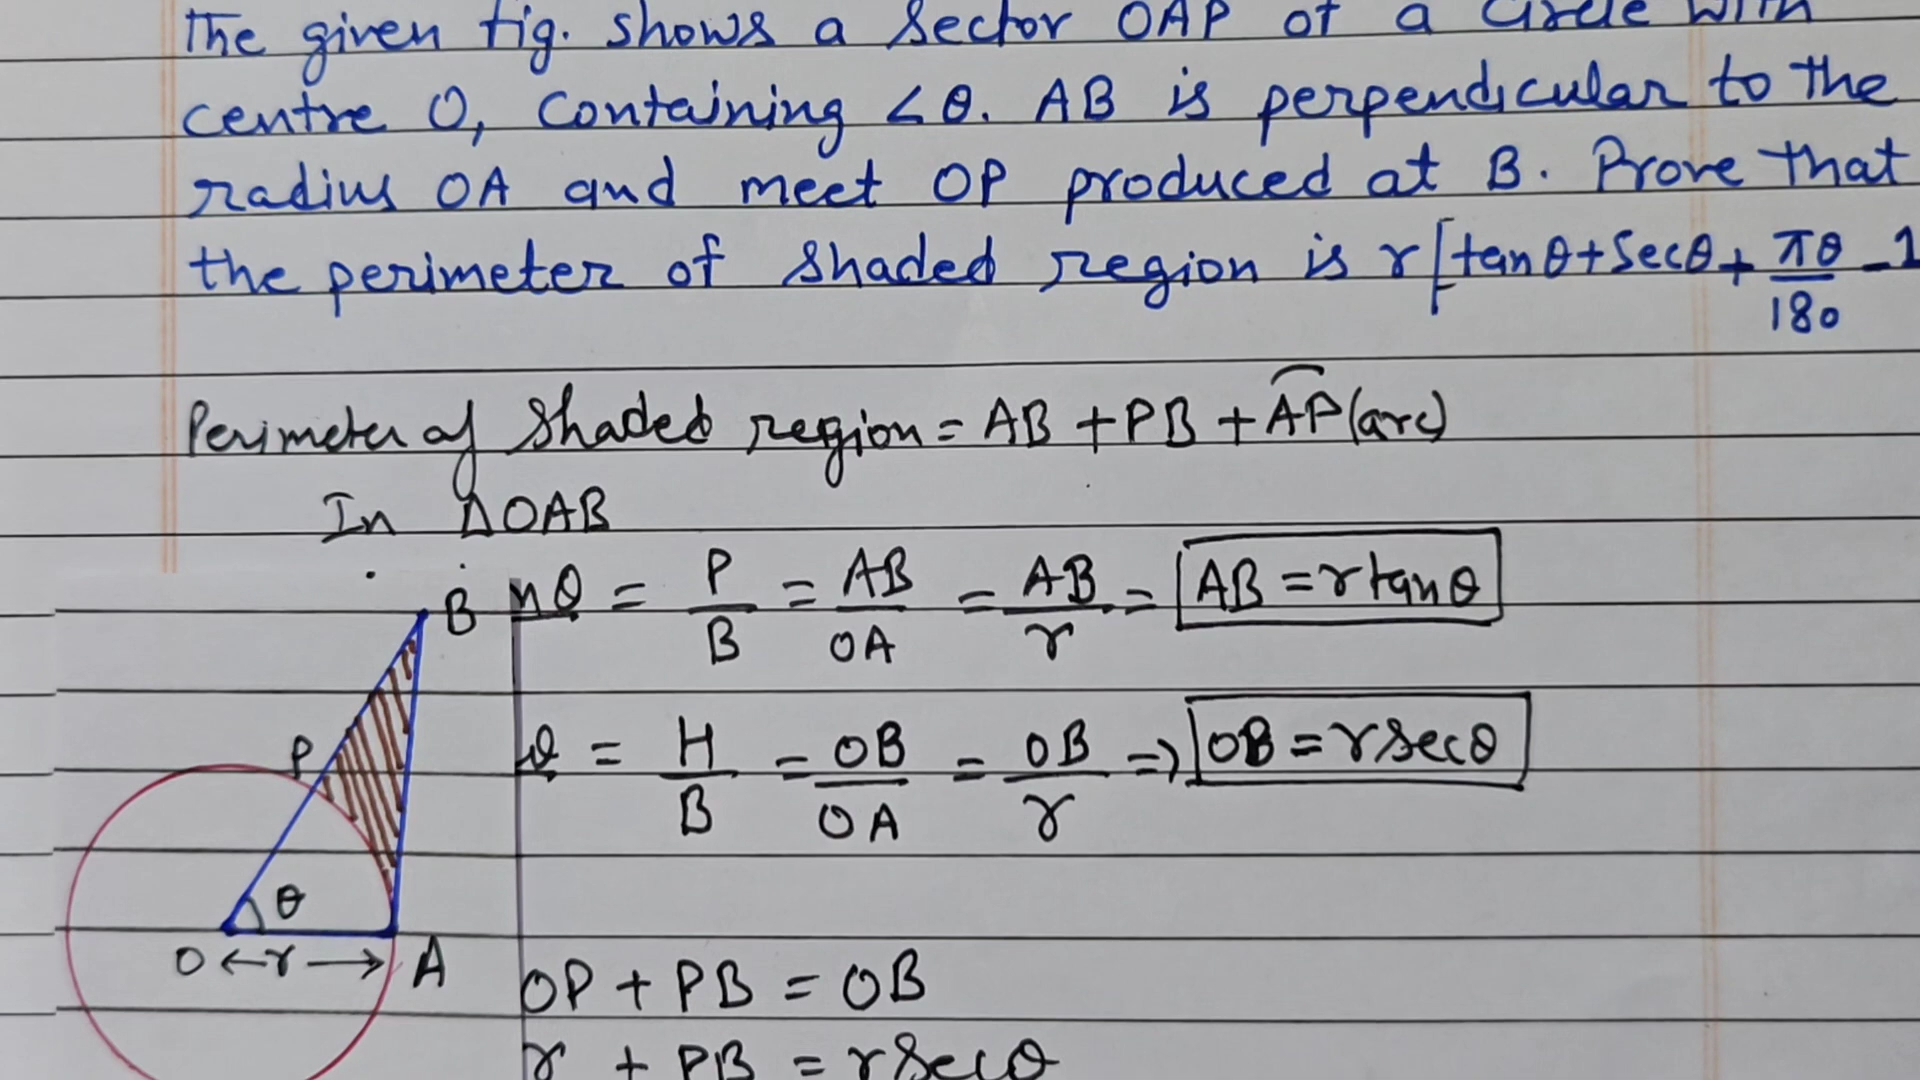 The given fig. shows a sector OAP of a circle with
centre O, containing ∠θ. AB is perpendicular to the
radius OA and meet OP produced at B. Prove that
the perimeter of shaded region is r[tanθ+secθ+πθ/180-1
Perimeter of shaded region = AB + PB + AP(arc)
In ΔOAB
nθ = P/B = AB/OA = AB/r = AB = r tanθ
θ = H/B = OB/OA = OB/r => OB = r secθ
B
P
θ
O ←r→ A
OP + PB = OB
r + PB = r secθ